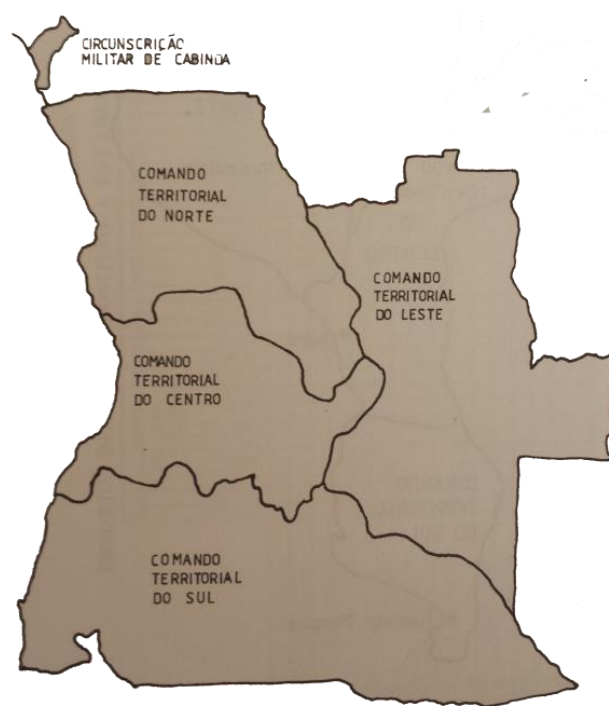 CIRCUNSCRIÇÃO
MILITAR DE CABINDA
COMANDO
TERRITORIAL
DO NORTE
COMANDO
TERRITORIAL
DO LESTE
COMANDO
TERRITORIAL
DO CENTRO
COMANDO
TERRITORIAL
DO SUL